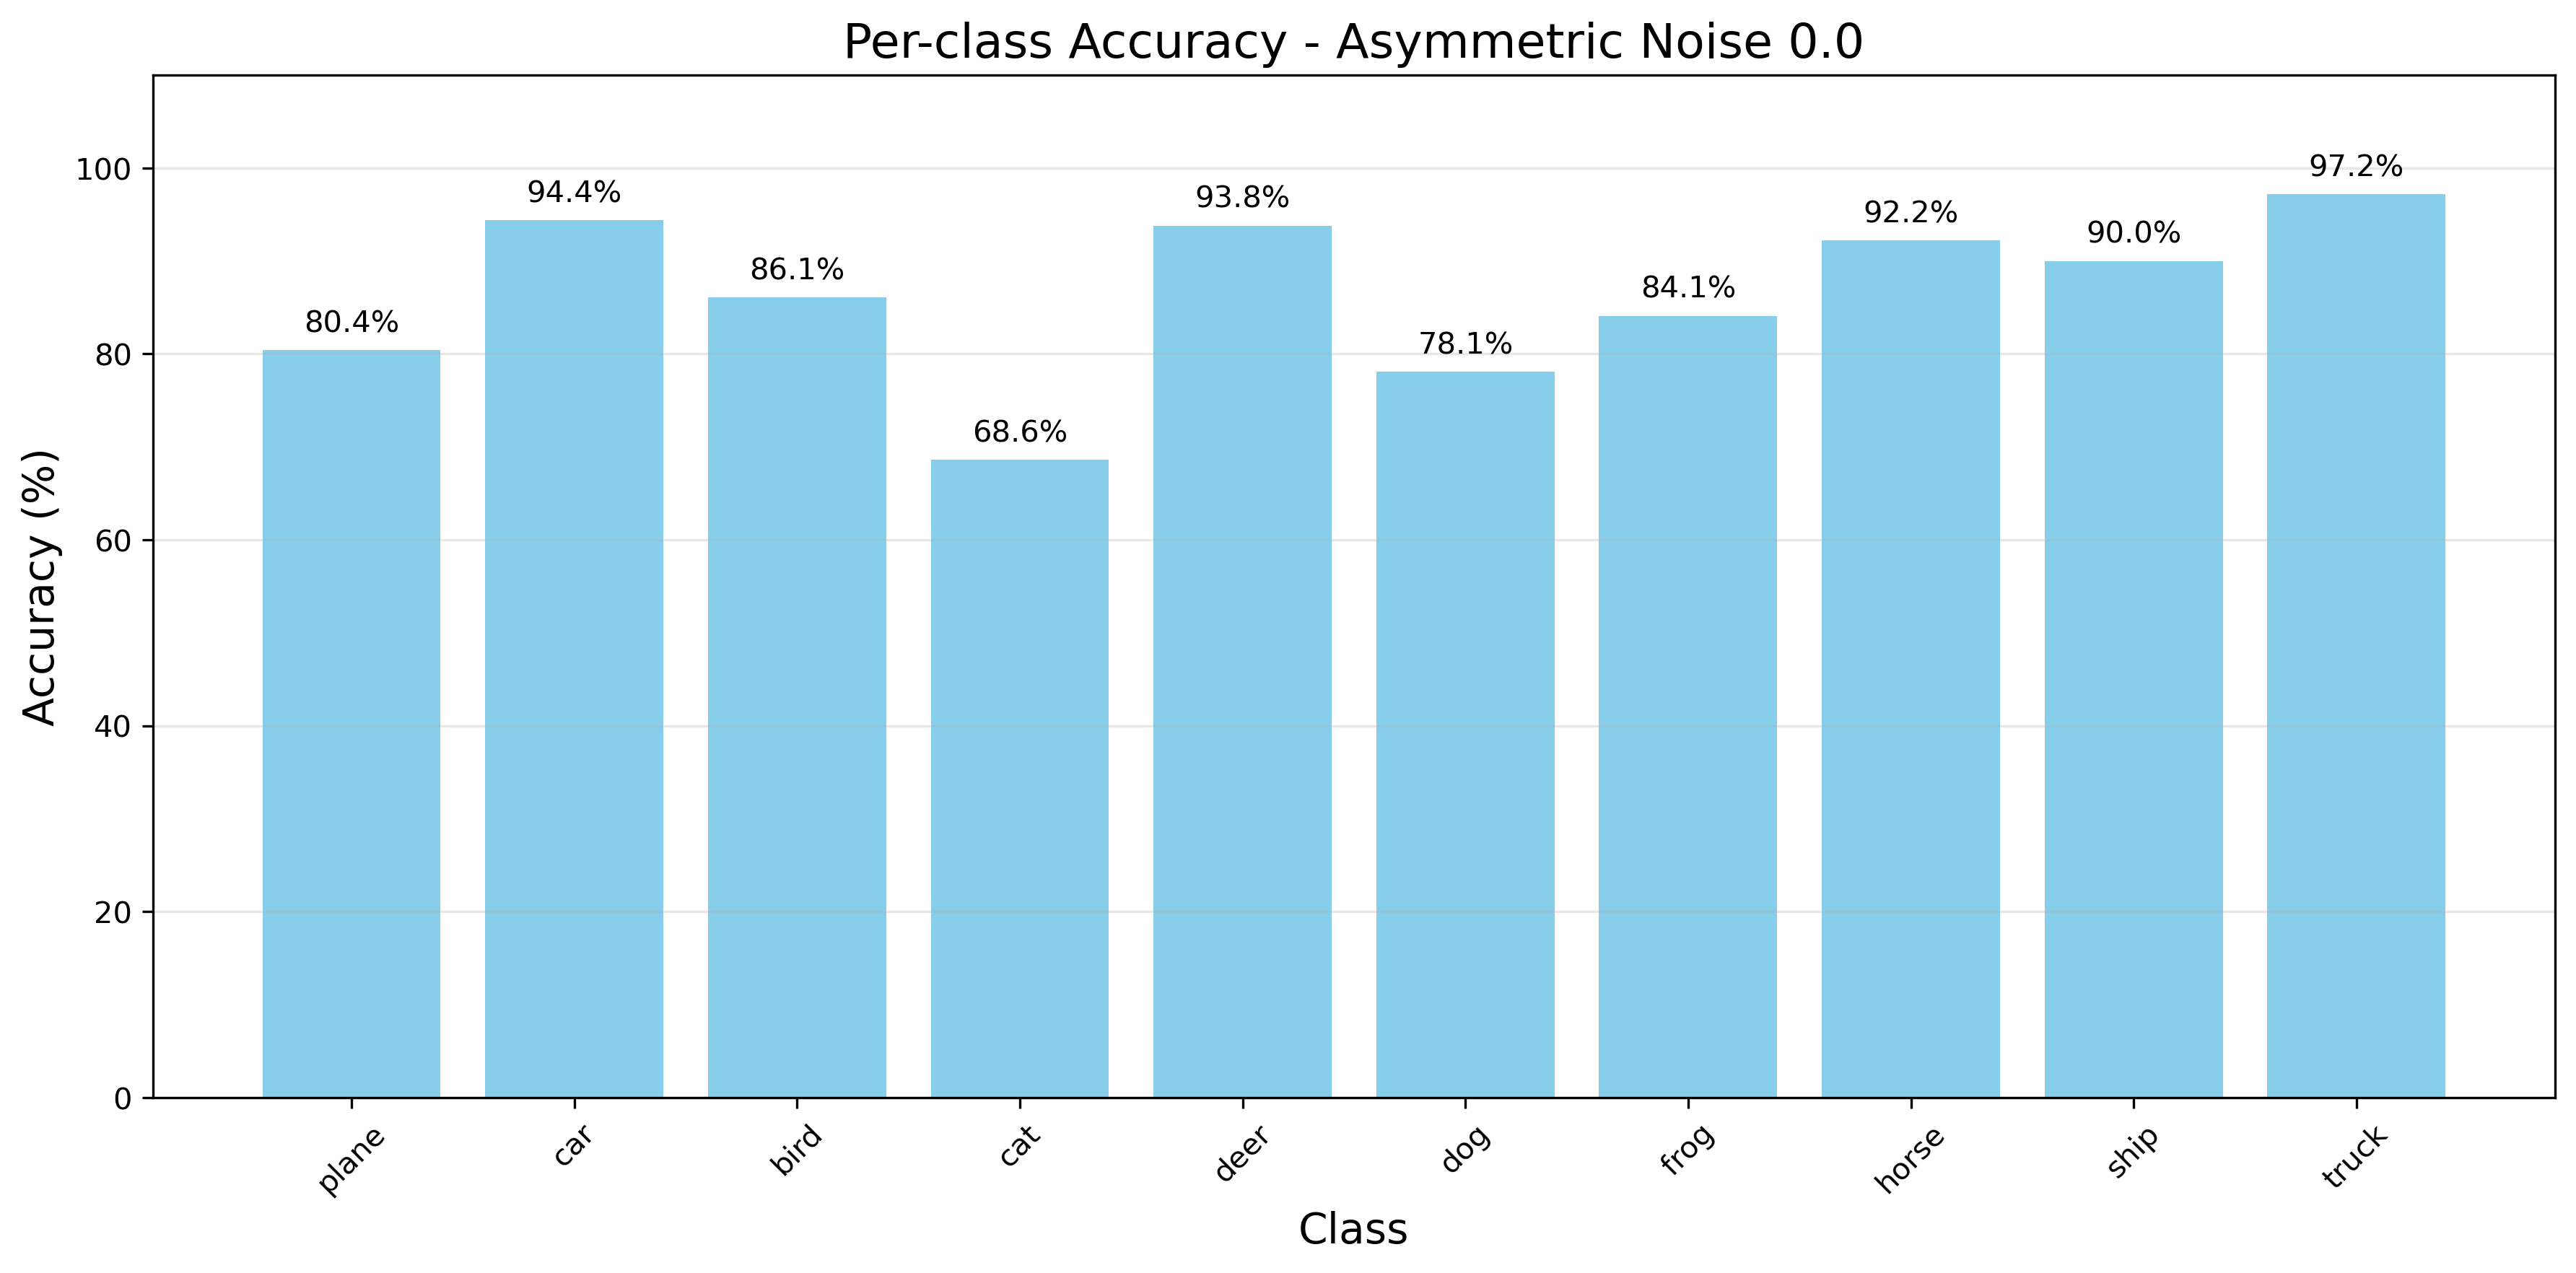 Per-class Accuracy - Asymmetric Noise 0.0
Accuracy (%)
100
80
60
40
20
0
80.4%
94.4%
86.1%
68.6%
93.8%
78.1%
84.1%
92.2%
90.0%
97.2%
plane
car
bird
cat
deer
dog
frog
horse
ship
truck
Class